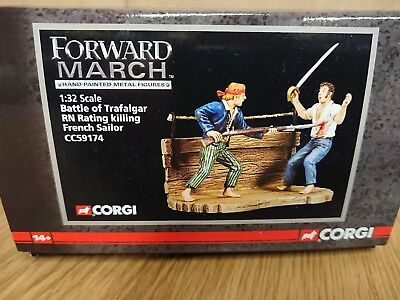 FORWARD
MARCH™
HAND-PAINTED METAL FIGURES
1:32 Scale
Battle of Trafalgar
RN Rating killing
French Sailor
CC59174
CORGI
14+
CORGI